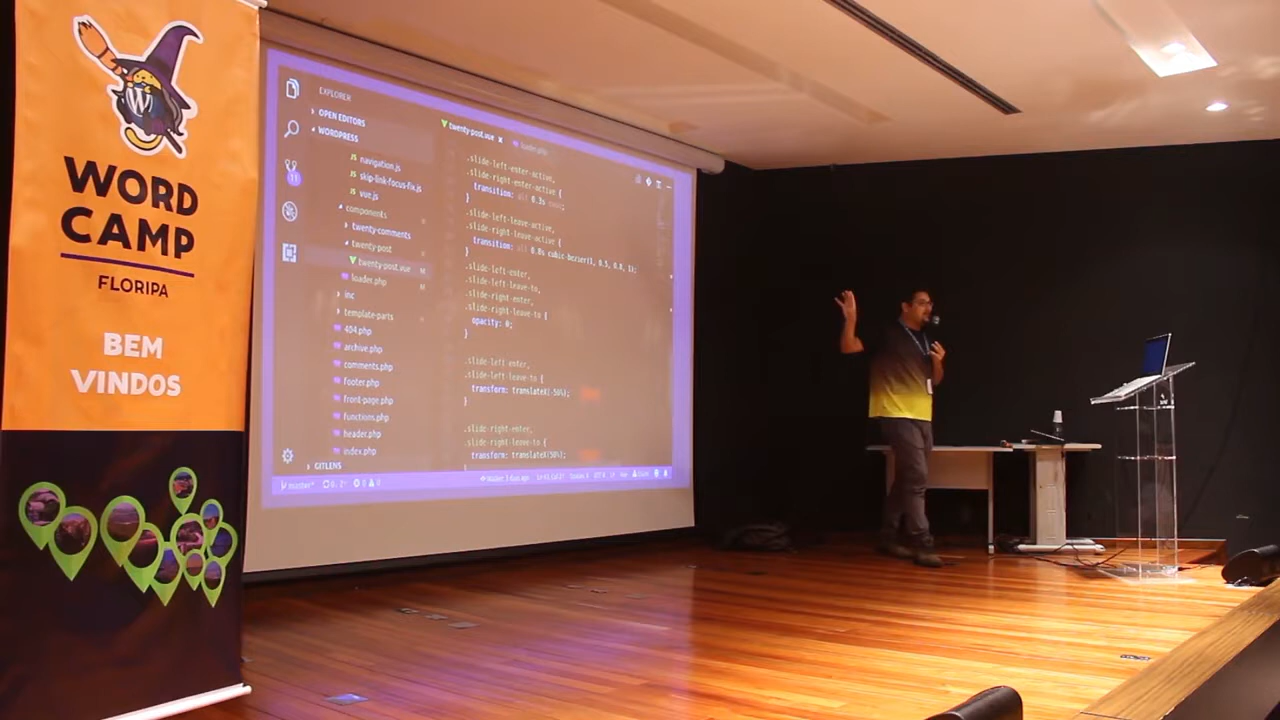 WORD
CAMP
FLORIPA
BEM
VINDOS
EXPLORER
OPEN EDITORS
WORDPRESS
navigation.js
skip-link-focus-fix.js
vue.js
components
twenty-comments
twenty-post
twenty-post.vue
loader.php
inc
template-parts
404.php
archive.php
comments.php
footer.php
front-page.php
functions.php
header.php
index.php
GITLENS
master*
11
twenty-post.vue
loader.php
.slide-left-enter-active,
.slide-right-enter-active {
transition: all 0.3s ease;
}
.slide-left-leave-active,
.slide-right-leave-active {
transition: all 0.8s cubic-bezier(1, 0.5, 0.8, 1);
}
.slide-left-enter,
.slide-left-leave-to,
.slide-right-enter,
.slide-right-leave-to {
opacity: 0;
}
.slide-left-enter,
.slide-left-leave-to {
transform: translateX(-50%);
}
.slide-right-enter,
.slide-right-leave-to {
transform: translateX(50%);